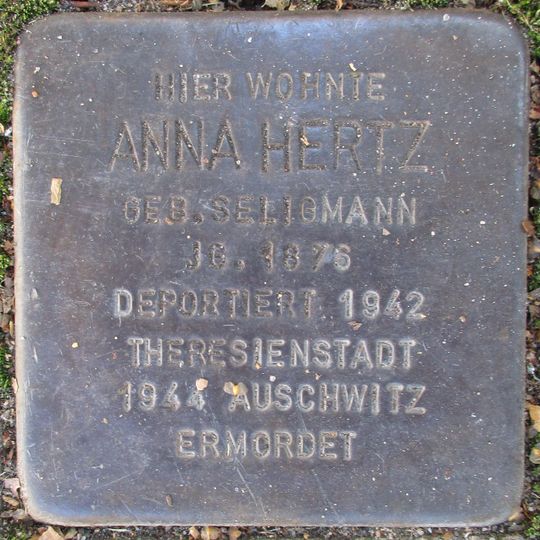 HIER WOHNTE
ANNA HERTZ
GEB. SELIGMANN
JG. 1876
DEPORTIERT 1942
THERESIENSTADT
1944 AUSCHWITZ
ERMORDET